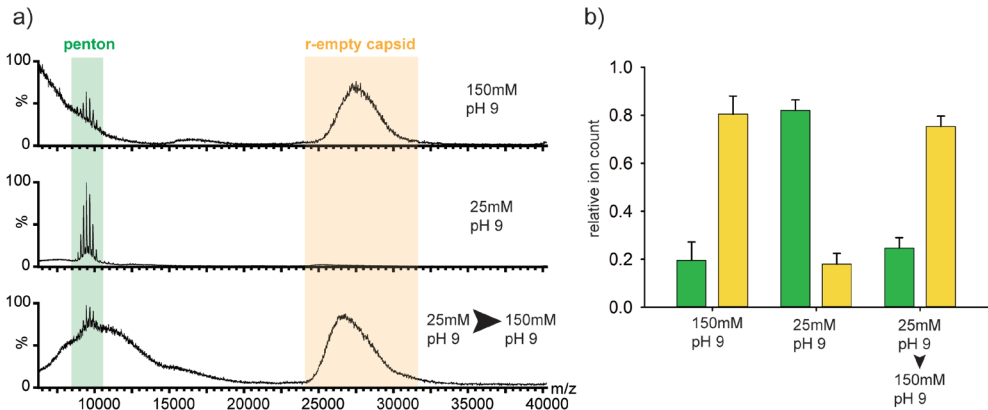 a)
penton
r-empty capsid
100
%
0
150mM
pH 9
100
%
0
25mM
pH 9
100
%
0
25mM
pH 9
150mM
pH 9
10000 15000 20000 25000 30000 35000 40000
m/z
b)
relative ion count
1.0
0.8
0.6
0.4
0.2
0.0
150mM
pH 9
25mM
pH 9
25mM
pH 9
150mM
pH 9